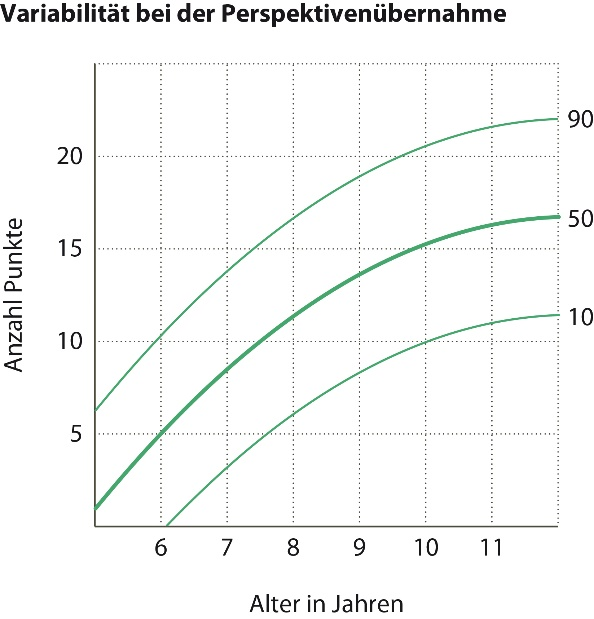 Variabilität bei der Perspektivenübernahme
90
20
50
15
10
10
5
6 7 8 9 10 11
Anzahl Punkte
Alter in Jahren